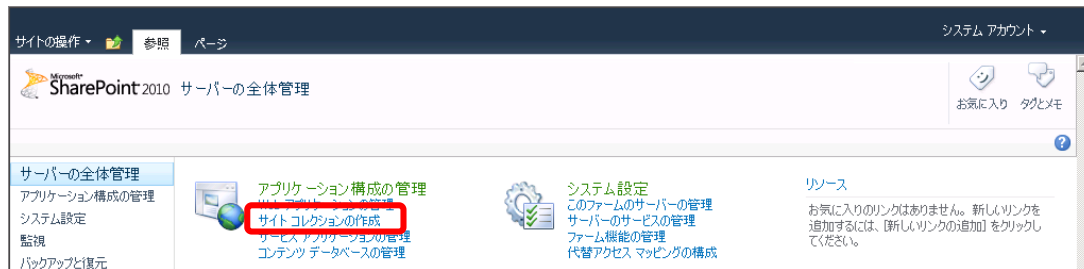 システム アカウント
サイトの操作
参照
ページ
Microsoft
SharePoint 2010
サーバーの全体管理
お気に入り
タグとメモ
サーバーの全体管理
アプリケーション構成の管理
システム設定
監視
バックアップと復元
アプリケーション構成の管理
Web アプリケーションの管理
サイト コレクションの作成
サービス アプリケーションの管理
コンテンツ データベースの管理
システム設定
このファームのサーバーの管理
サーバーのサービスの管理
ファーム機能の管理
代替アクセス マッピングの構成
リソース
お気に入りのリンクはありません。新しいリンクを
追加するには、[新しいリンクの追加] をクリックし
てください。